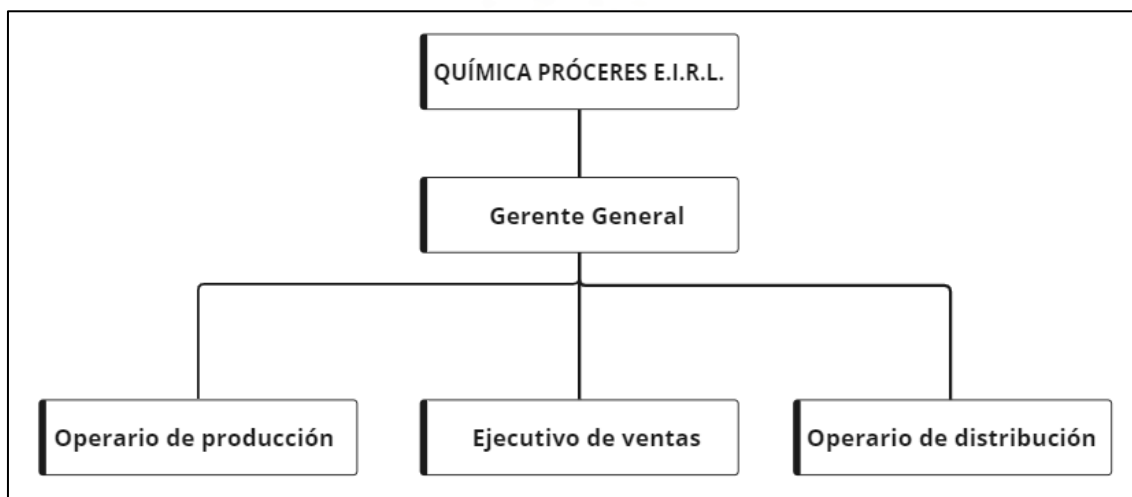 QUÍMICA PRÓCERES E.I.R.L.
Gerente General
Operario de producción
Ejecutivo de ventas
Operario de distribución